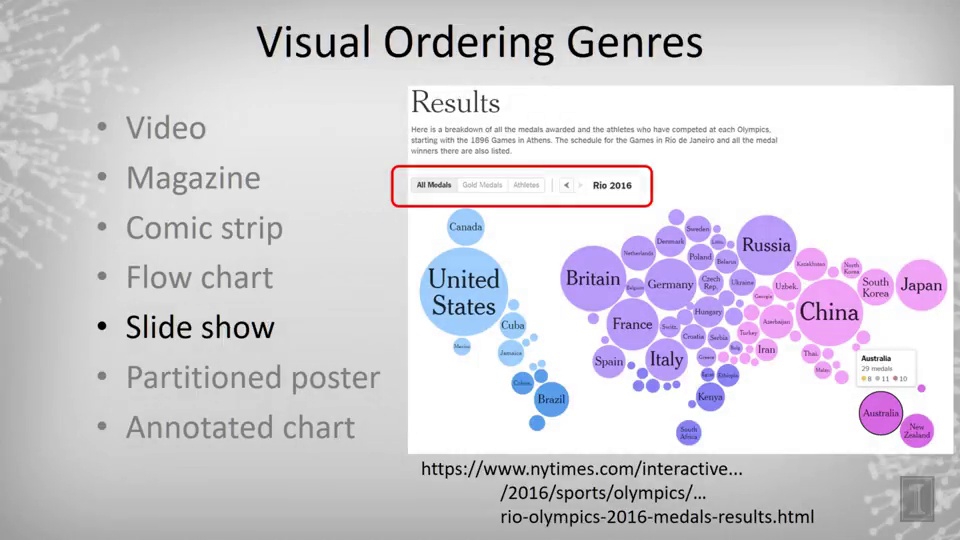 Visual Ordering Genres
• Video
• Magazine
• Comic strip
• Flow chart
• Slide show
• Partitioned poster
• Annotated chart
Results
Here is a breakdown of all the medals awarded and the athletes who have competed at each Olympics,
starting with the 1896 Games in Athens. The schedule for the Games in Rio de Janeiro and all the medal
winners there are also listed.
All Medals Gold Medals Athletes Rio 2016
Canada
United
States
Mexico
Cuba
Jamaica
Colom.
Brazil
Britain
Netherlands
Belgium
Denmark
Sweden
Lithu.
Poland
Belarus
Russia
Germany
Czech
Rep.
Ukraine
France
Switz.
Hungary
Croatia
Serbia
Bulg.
Spain
Italy
Greece
Turkey
Georgia
Azerbaijan
Uzbek.
Kazakhstan
Iran
Egypt
Ethiopia
Kenya
South
Africa
China
North
Korea
South
Korea
Japan
Thai.
Malay.
Australia
29 medals
8 11 10
Australia
New
Zealand
https://www.nytimes.com/interactive...
/2016/sports/olympics/...
rio-olympics-2016-medals-results.html
I